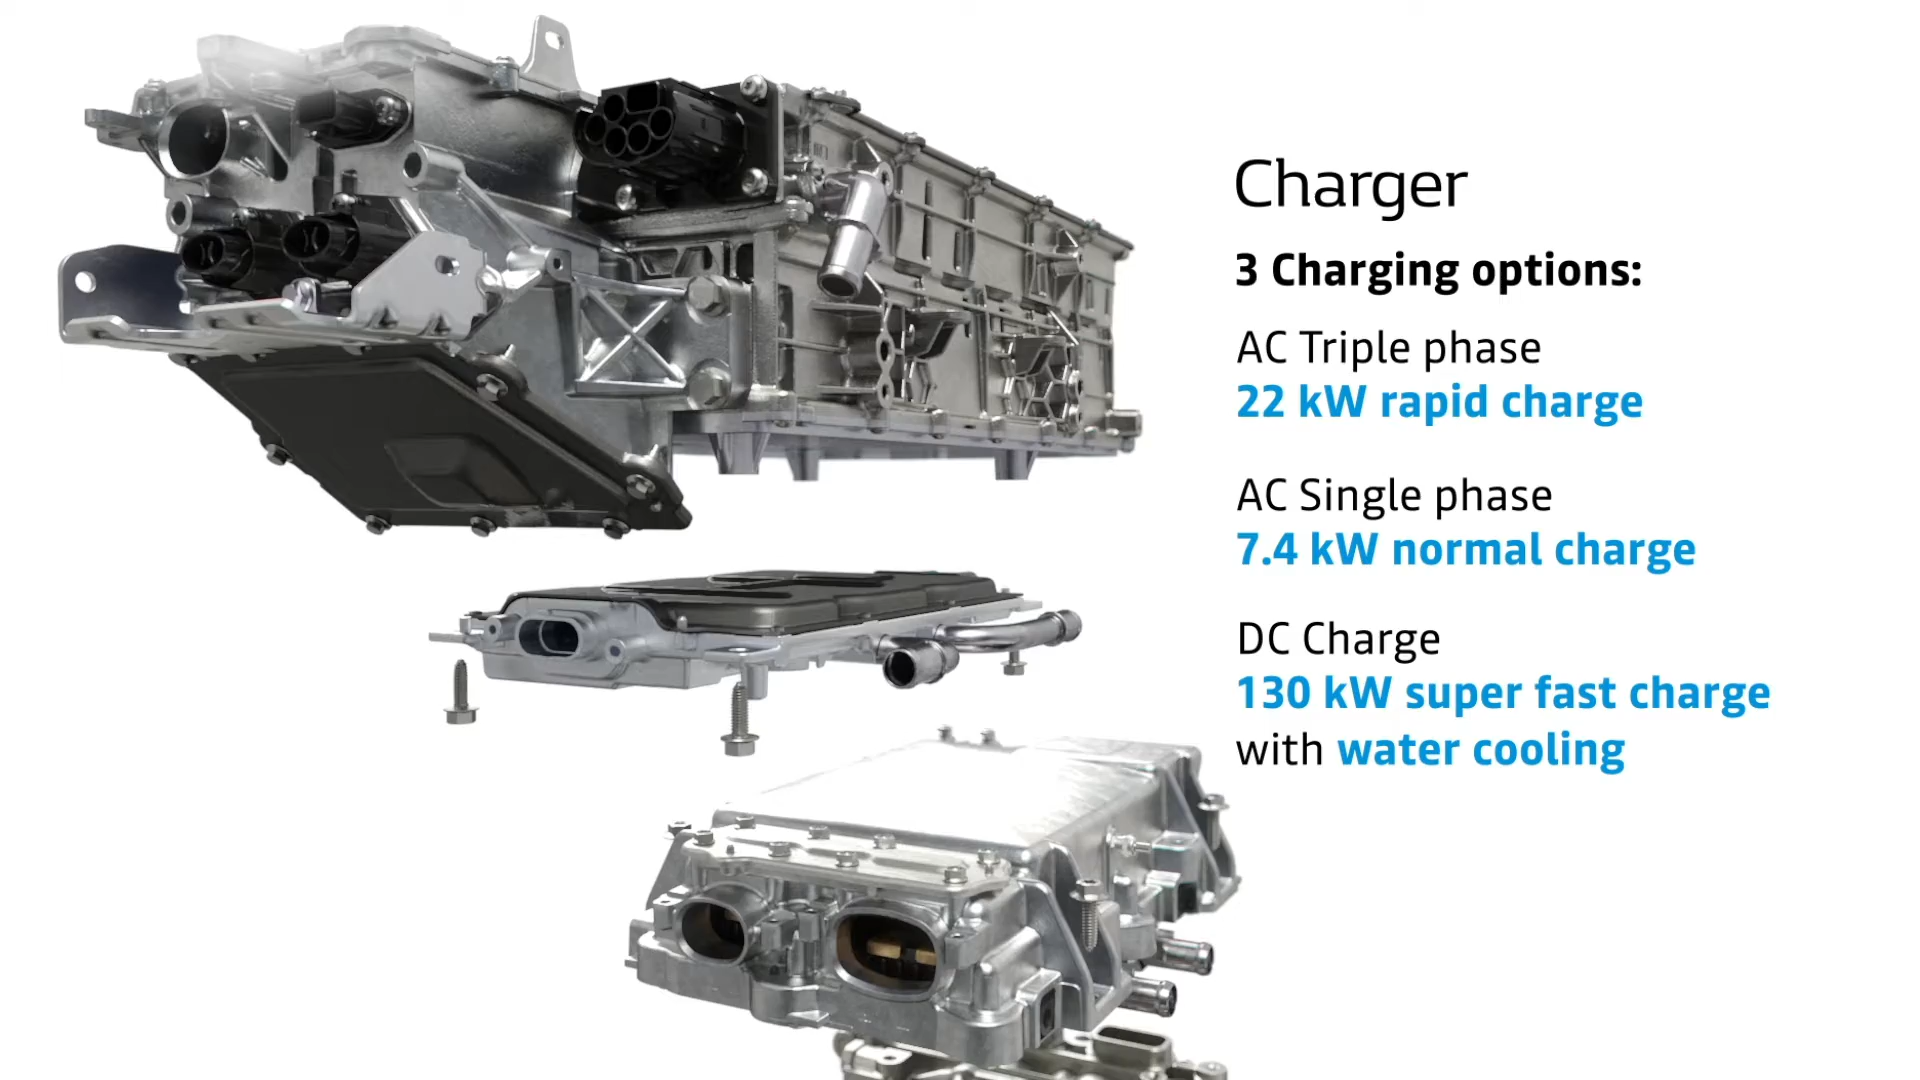 Charger
3 Charging options:
AC Triple phase
22 kW rapid charge
AC Single phase
7.4 kW normal charge
DC Charge
130 kW super fast charge
with water cooling